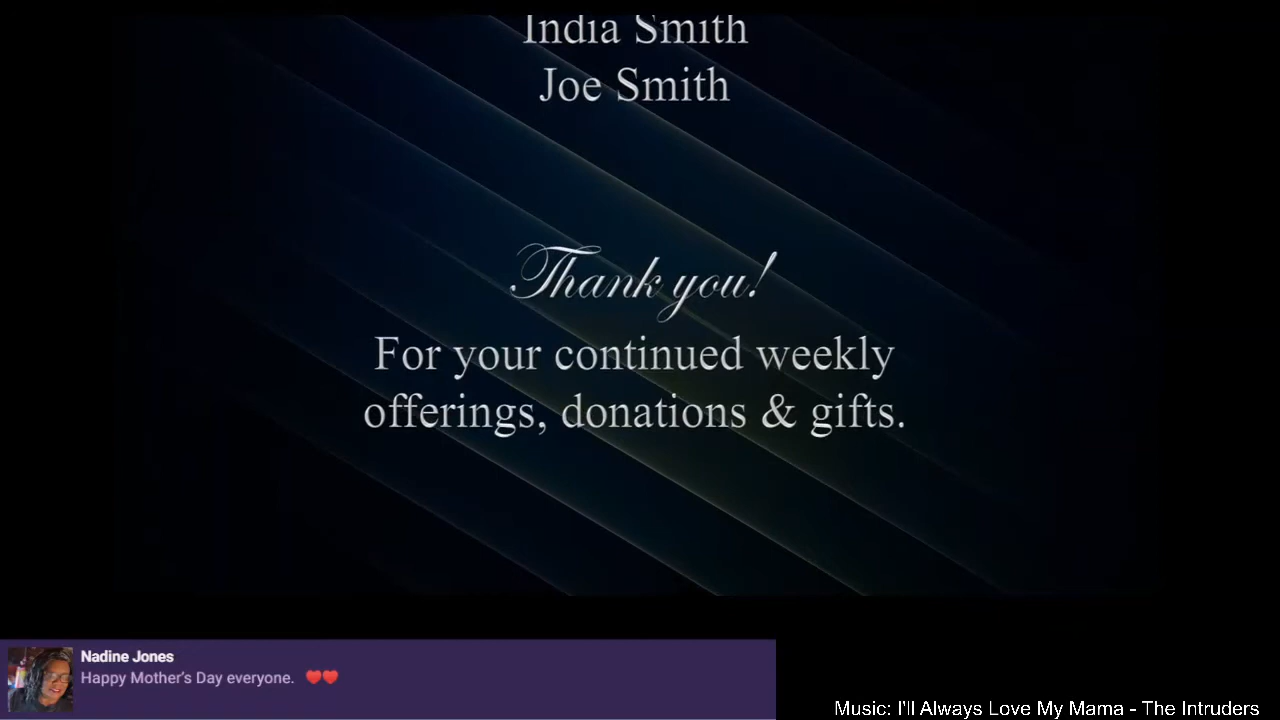 India Smith
Joe Smith
Thank you!
For your continued weekly
offerings, donations & gifts.
Nadine Jones
Happy Mother's Day everyone. ♥️♥️
Music: I'll Always Love My Mama - The Intruders